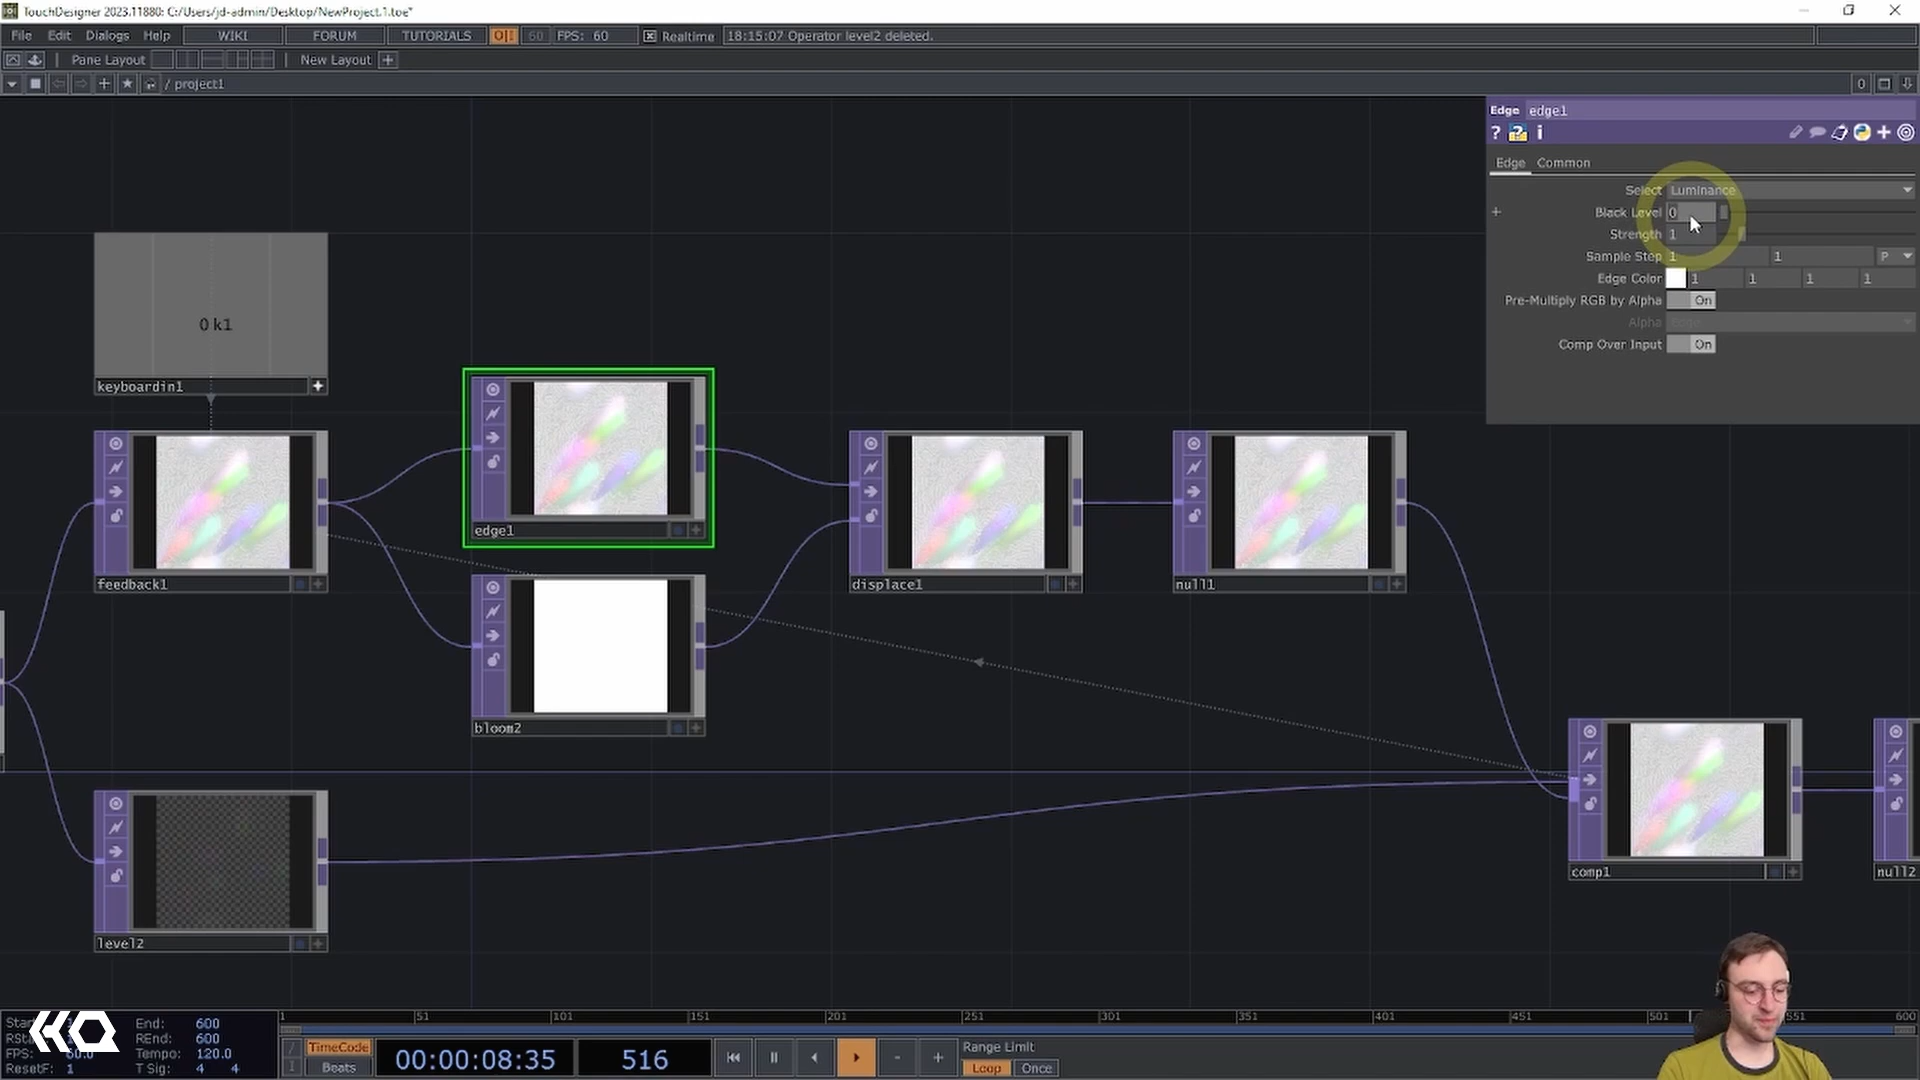 TouchDesigner 2023.11880: C:/Users/jd-admin/Desktop/NewProject.1.toe*
File Edit Dialogs Help WIKI FORUM TUTORIALS O|I 60 FPS: 60 Realtime 18:15:07 Operator level2 deleted.
Pane Layout New Layout +
/ project1 0
Edge edge1
? ? i
Edge Common
Select Luminance
+ Black Level 0
Strength 1
Sample Step 1 1 P
Edge Color 1 1 1 1
Pre-Multiply RGB by Alpha On
Alpha
Comp Over Input On
0 k1
keyboardin1
edge1
feedback1
displace1
null1
bloom2
comp1
null2
level2
1 51 101 151 201 251 301 351 401 451 501 551 600
End: 600
REnd: 600
FPS: 60.0 Tempo: 120.0
ResetF: 1 T Sig: 4 4
TimeCode
Beats
00:00:08:35 516
Range Limit
Loop Once